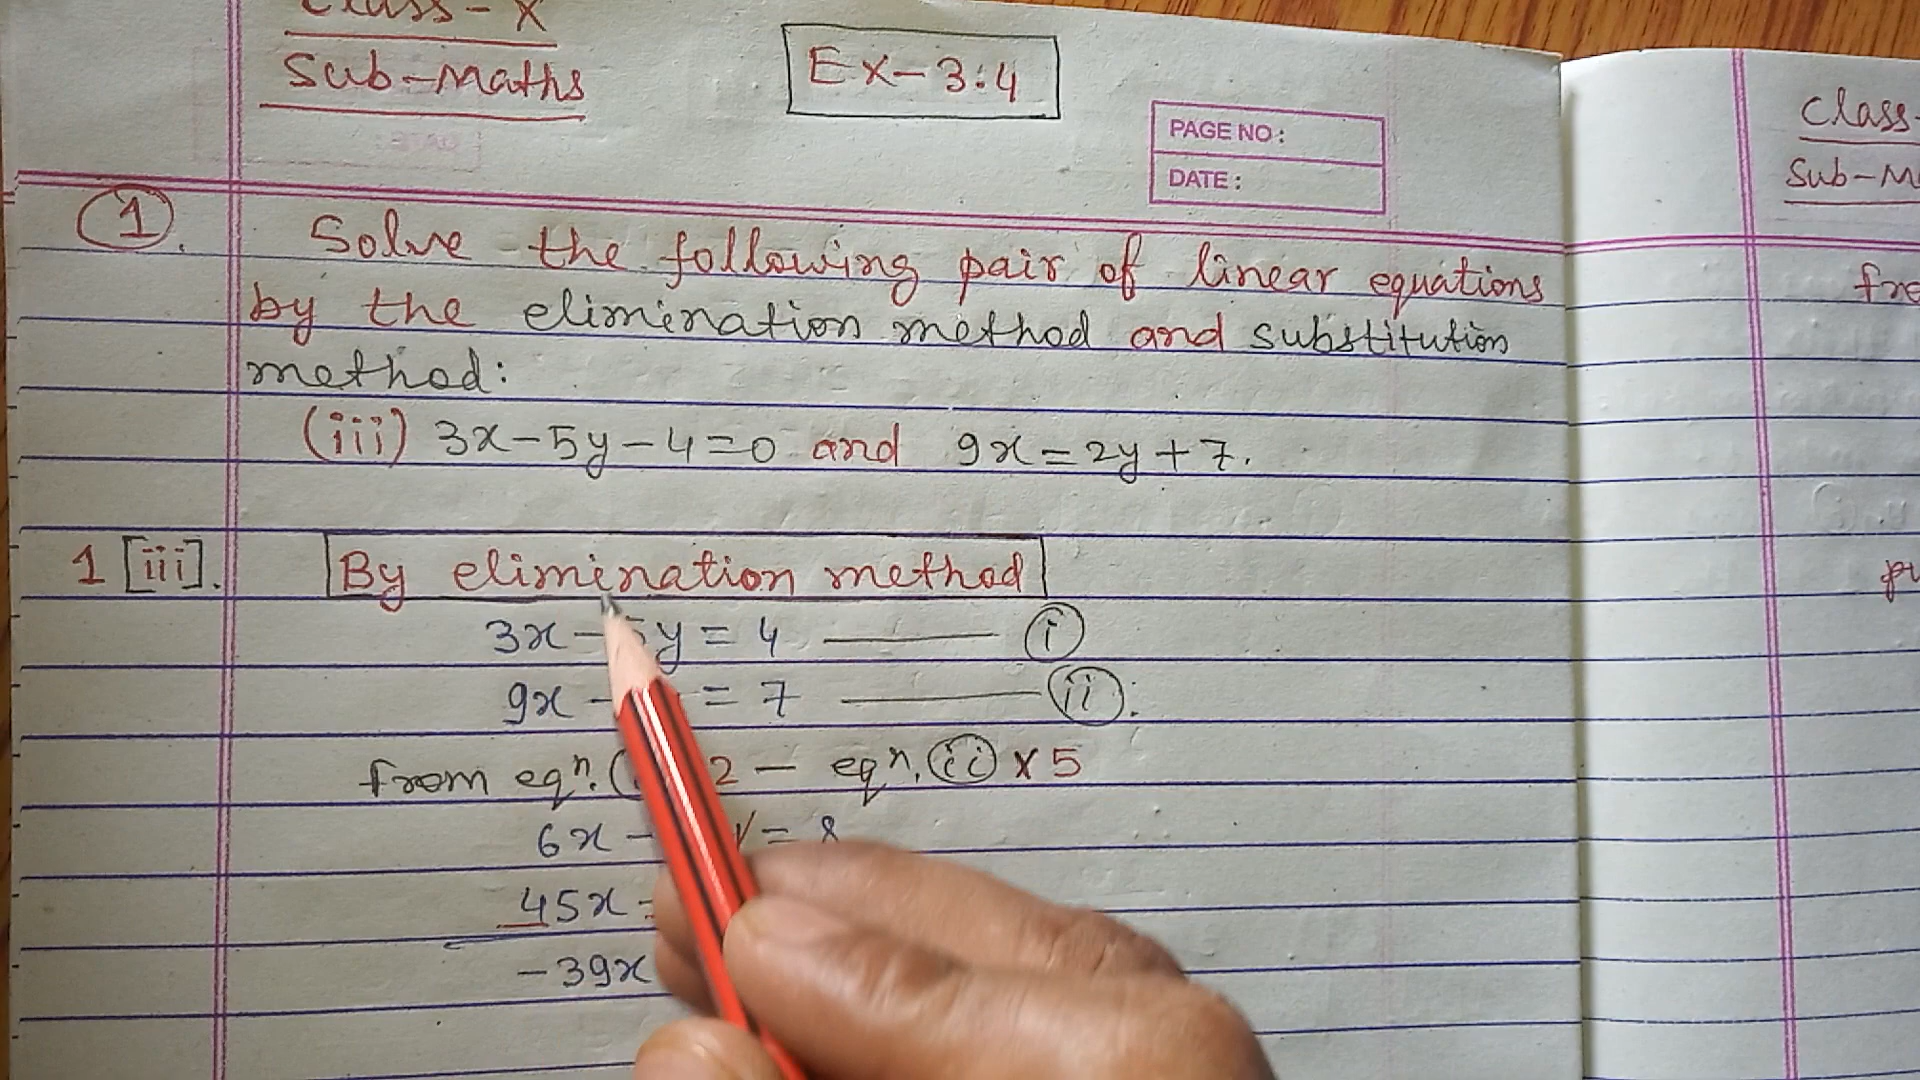 Class-X
Sub-Maths
Ex-3.4
PAGE NO:
DATE:
1. Solve the following pair of linear equations
by the elimination method and substitution
method:
(iii) 3x-5y-4=0 and 9x=2y+7.
1[iii]. By elimination method
3x-5y=4 (i)
9x- =7 (ii):
from eqn. ( 2 - eqn. (ii) x 5
6x- y=8
45x-
-39x
Class-
Sub-M